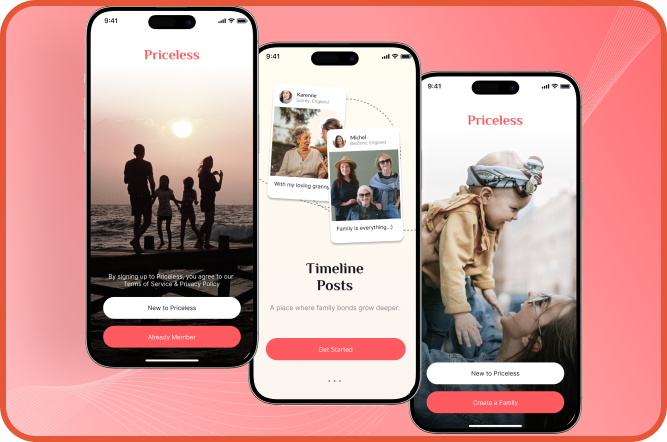 9:41
Priceless
By signing up to Priceless, you agree to our
Terms of Service & Privacy Policy
New to Priceless
Already Member
9:41
Karenne
Surrey, England
With my loving granny
Michel
Bedford, England
Family is everything...:)
Timeline
Posts
A place where family bonds grow deeper.
Get Started
9:41
Priceless
New to Priceless
Create a Family